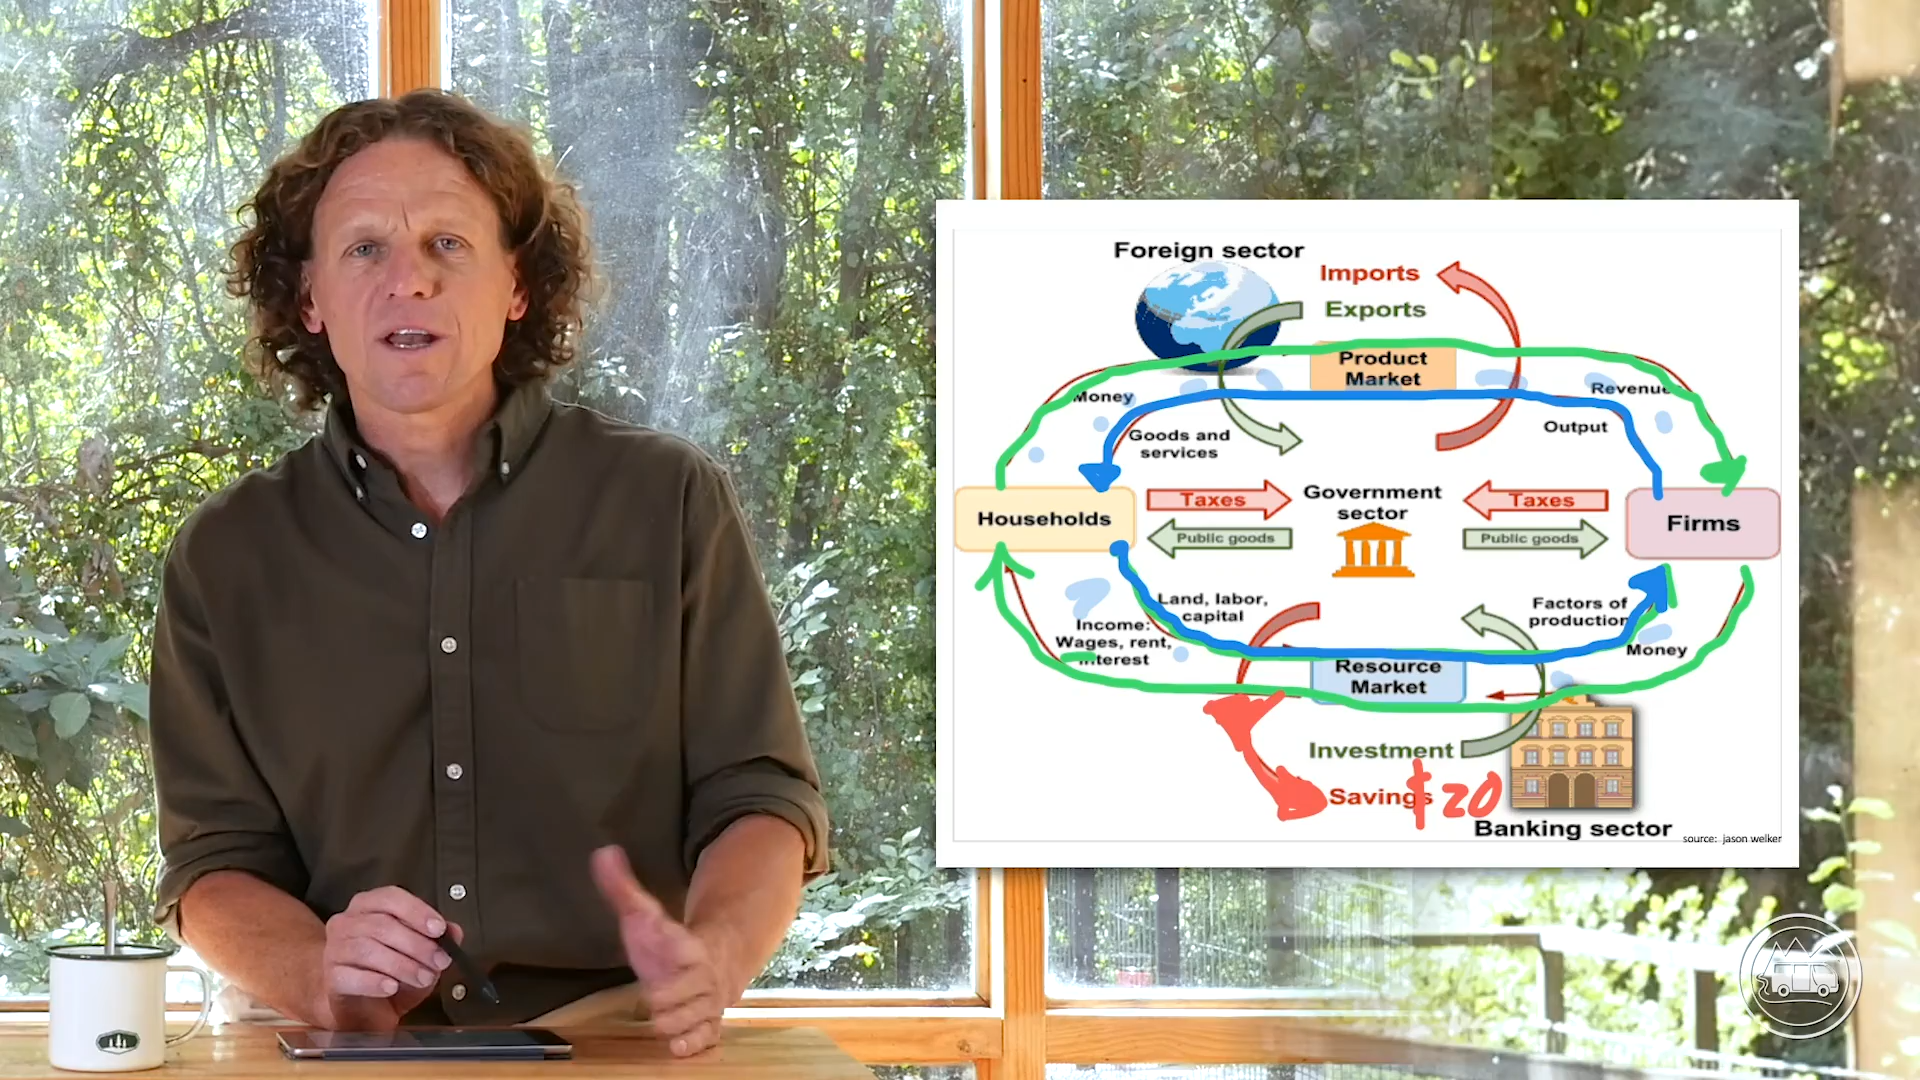 Foreign sector
Imports
Exports
Product
Market
Money
Revenue
Goods and
services
Output
Households
Taxes
Public goods
Government
sector
Taxes
Public goods
Firms
Land, labor,
capital
Factors of
production
Income:
Wages, rent,
interest
Money
Resource
Market
Investment
Savings $20
Banking sector
source: jason welker